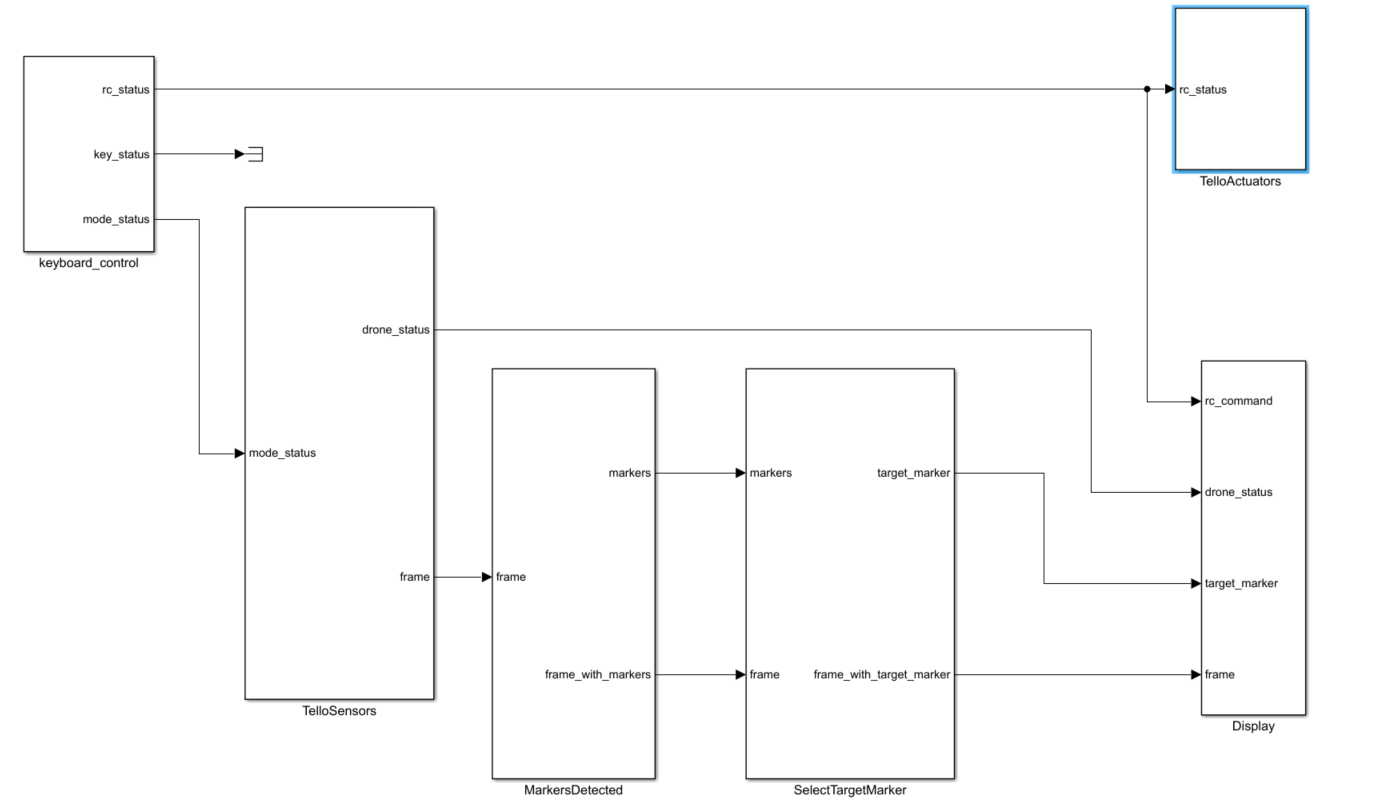 rc_status
rc_status
key_status
TelloActuators
mode_status
keyboard_control
drone_status
rc_command
mode_status
markers
markers
target_marker
drone_status
frame
frame
target_marker
frame_with_markers
frame
frame_with_target_marker
frame
TelloSensors
Display
MarkersDetected
SelectTargetMarker